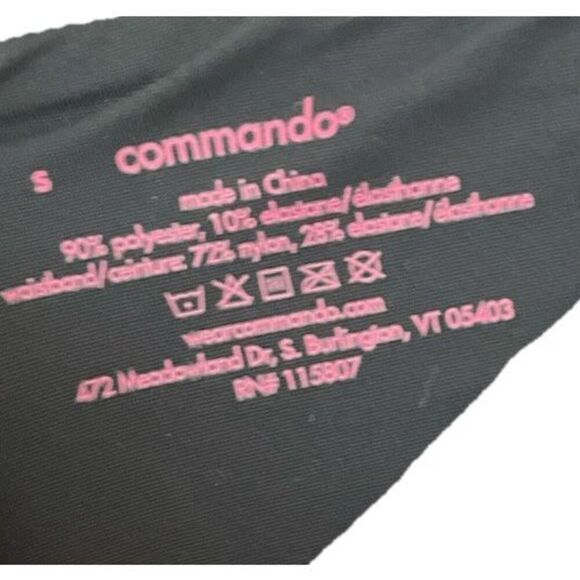 S commando®
made in China
90% polyester, 10% elastane/élasthanne
waistband/ceinture: 72% nylon, 28% elastane/élasthanne
wearcommando.com
472 Meadowland Dr, S. Burlington, VT 05403
RN# 115807